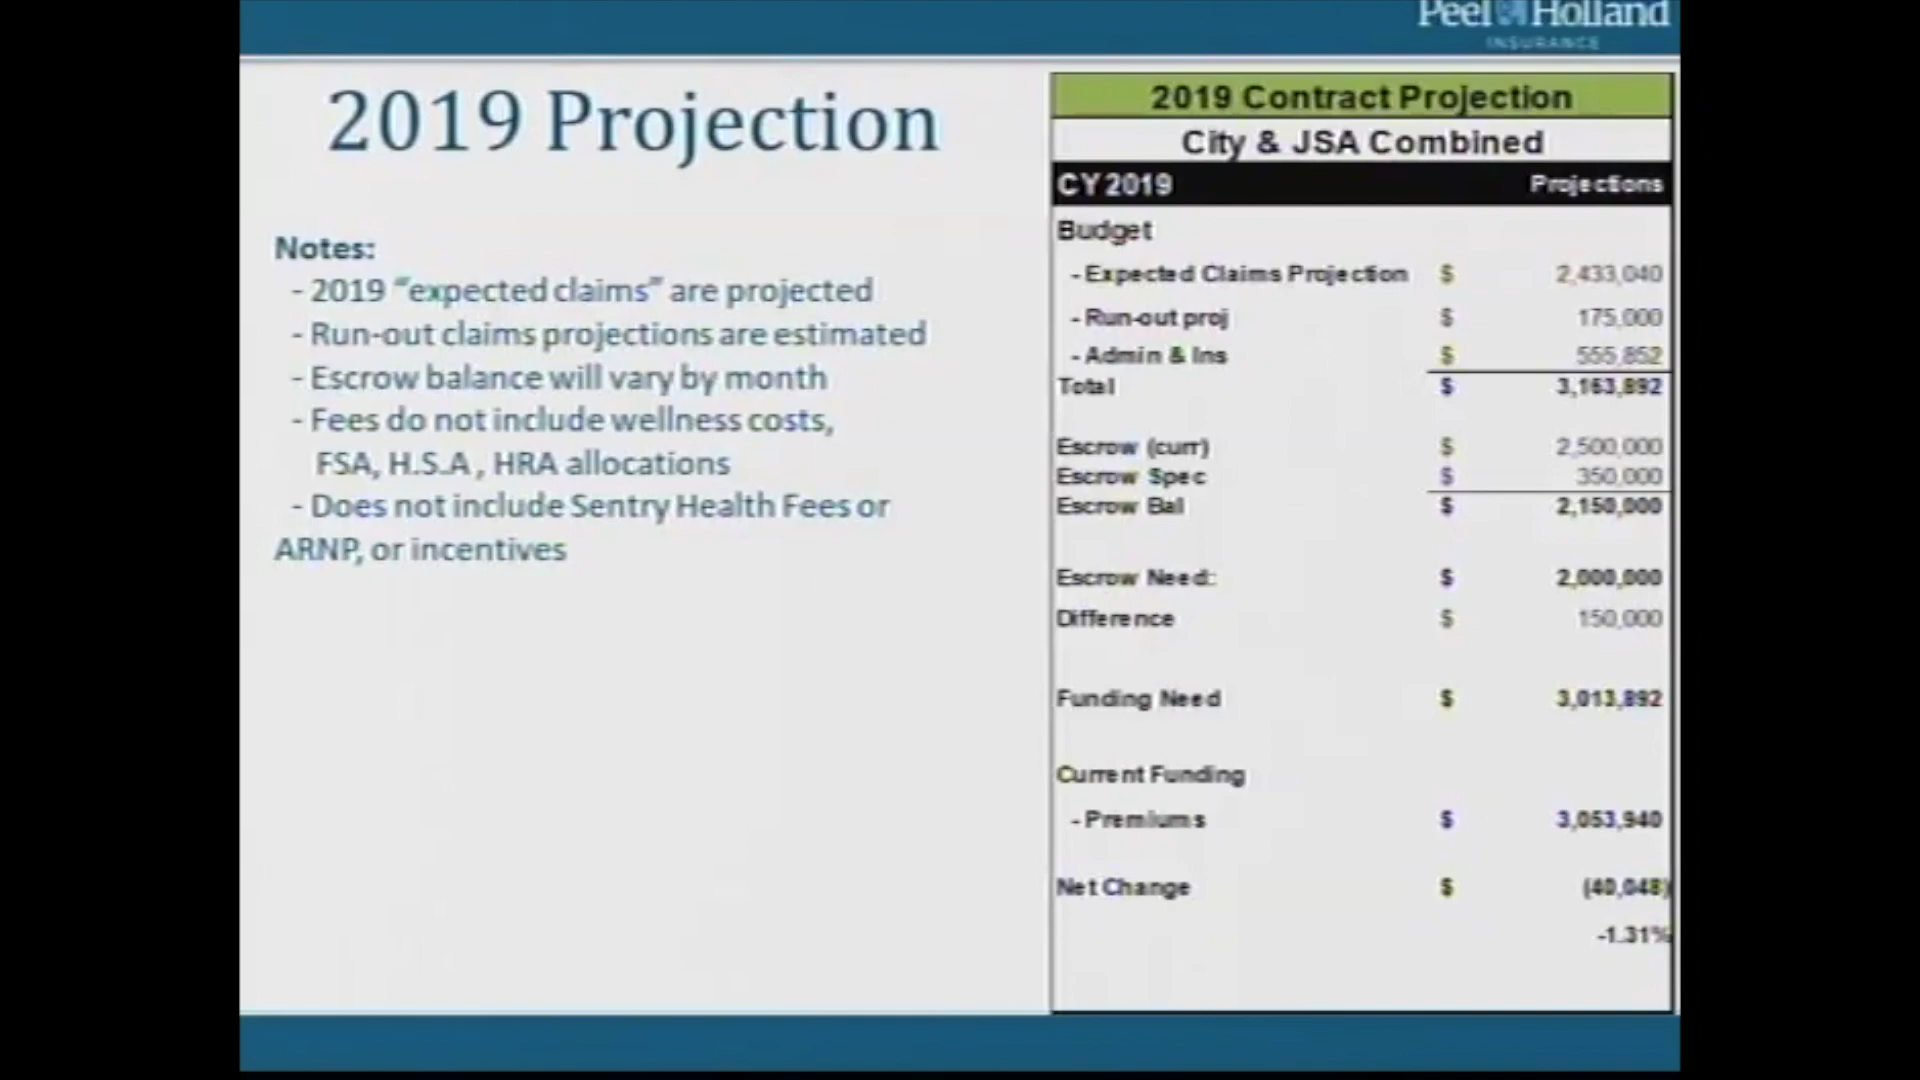 Peel Holland
INSURANCE
2019 Projection
Notes:
- 2019 "expected claims" are projected
- Run-out claims projections are estimated
- Escrow balance will vary by month
- Fees do not include wellness costs,
FSA, H.S.A , HRA allocations
- Does not include Sentry Health Fees or
ARNP, or incentives
2019 Contract Projection
City & JSA Combined
CY2019 Projections
Budget
- Expected Claims Projection $ 2,433,040
- Run-out proj $ 175,000
- Admin & Ins $ 555,852
Total $ 3,163,892
Escrow (curr) $ 2,500,000
Escrow Spec $ 350,000
Escrow Bal $ 2,150,000
Escrow Need: $ 2,000,000
Difference $ 150,000
Funding Need $ 3,013,892
Current Funding
- Premiums $ 3,053,940
Net Change $ (40,048)
-1.31%